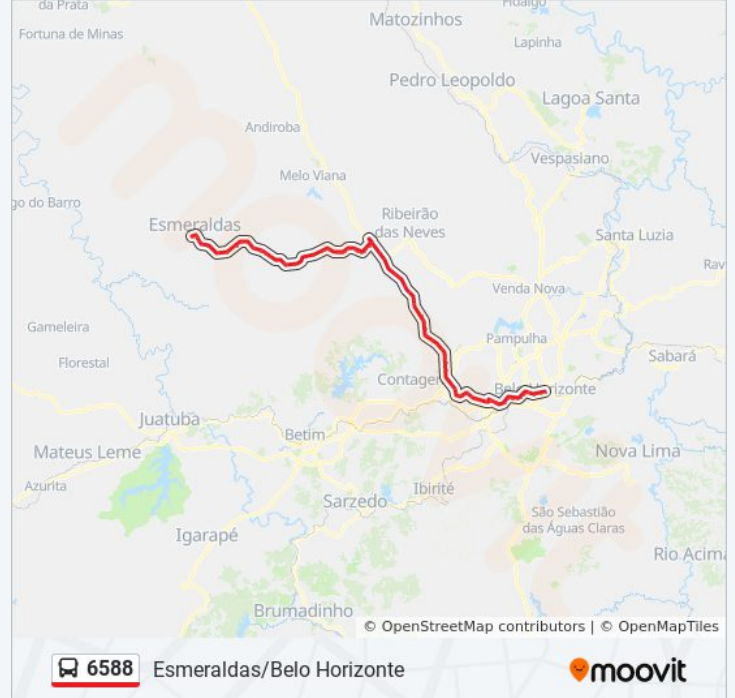 da Prata
Fidalgo
Matozinhos
Fortuna de Minas
Lapinha
Pedro Leopoldo
Lagoa Santa
Andiroba
Vespasiano
Melo Viana
go do Barro
Ribeirão
das Neves
Esmeraldas
Santa Luzia
Rav
Venda Nova
Gameleira
Pampulha
Sabará
Florestal
Contagem
Belo Horizonte
Juatuba
Betim
Mateus Leme
Nova Lima
Azurita
Ibirité
Sarzedo
São Sebastião
das Águas Claras
Igarapé
Rio Acima
Brumadinho
© OpenStreetMap contributors | © OpenMapTiles
6588 Esmeraldas/Belo Horizonte
moovit